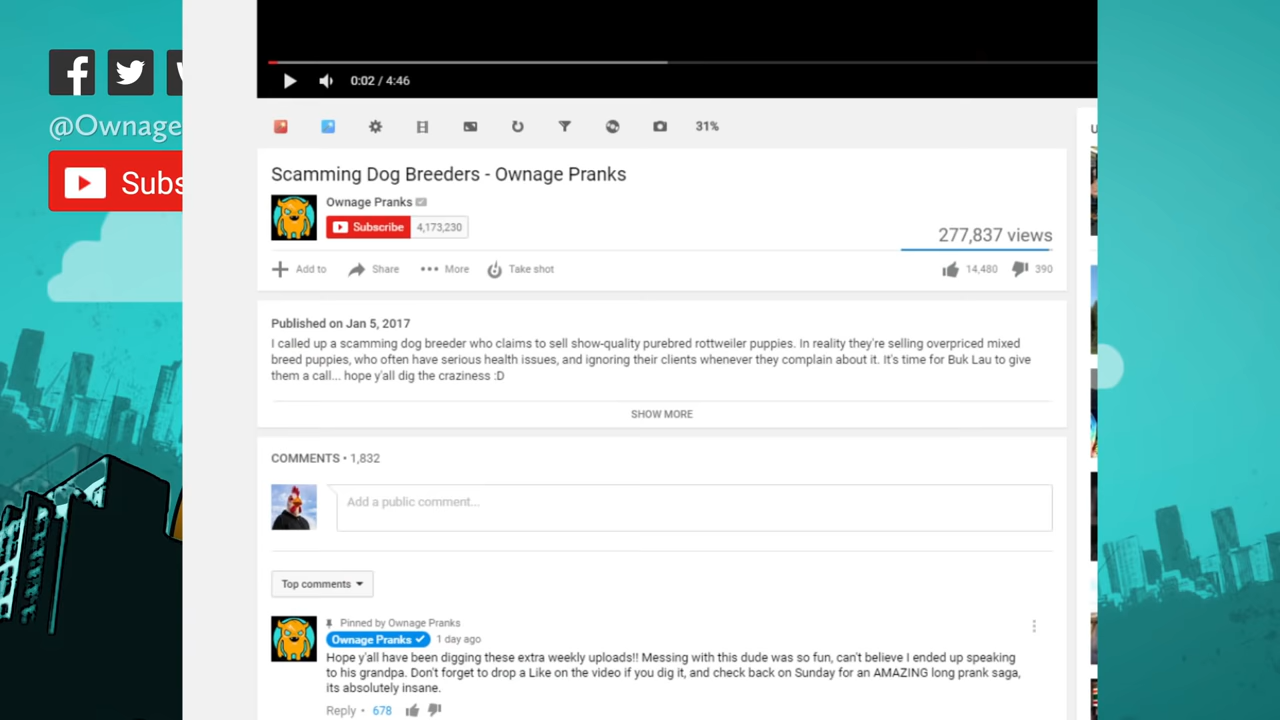 @Ownage
Subs
0:02 / 4:46
31%
Scamming Dog Breeders - Ownage Pranks
Ownage Pranks
Subscribe 4,173,230
277,837 views
Add to Share More Take shot 14,480 390
Published on Jan 5, 2017
I called up a scamming dog breeder who claims to sell show-quality purebred rottweiler puppies. In reality they're selling overpriced mixed
breed puppies, who often have serious health issues, and ignoring their clients whenever they complain about it. It's time for Buk Lau to give
them a call... hope y'all dig the craziness :D
SHOW MORE
COMMENTS • 1,832
Add a public comment...
Top comments
Pinned by Ownage Pranks
Ownage Pranks 1 day ago
Hope y'all have been digging these extra weekly uploads!! Messing with this dude was so fun, can't believe I ended up speaking
to his grandpa. Don't forget to drop a Like on the video if you dig it, and check back on Sunday for an AMAZING long prank saga,
its absolutely insane.
Reply • 678